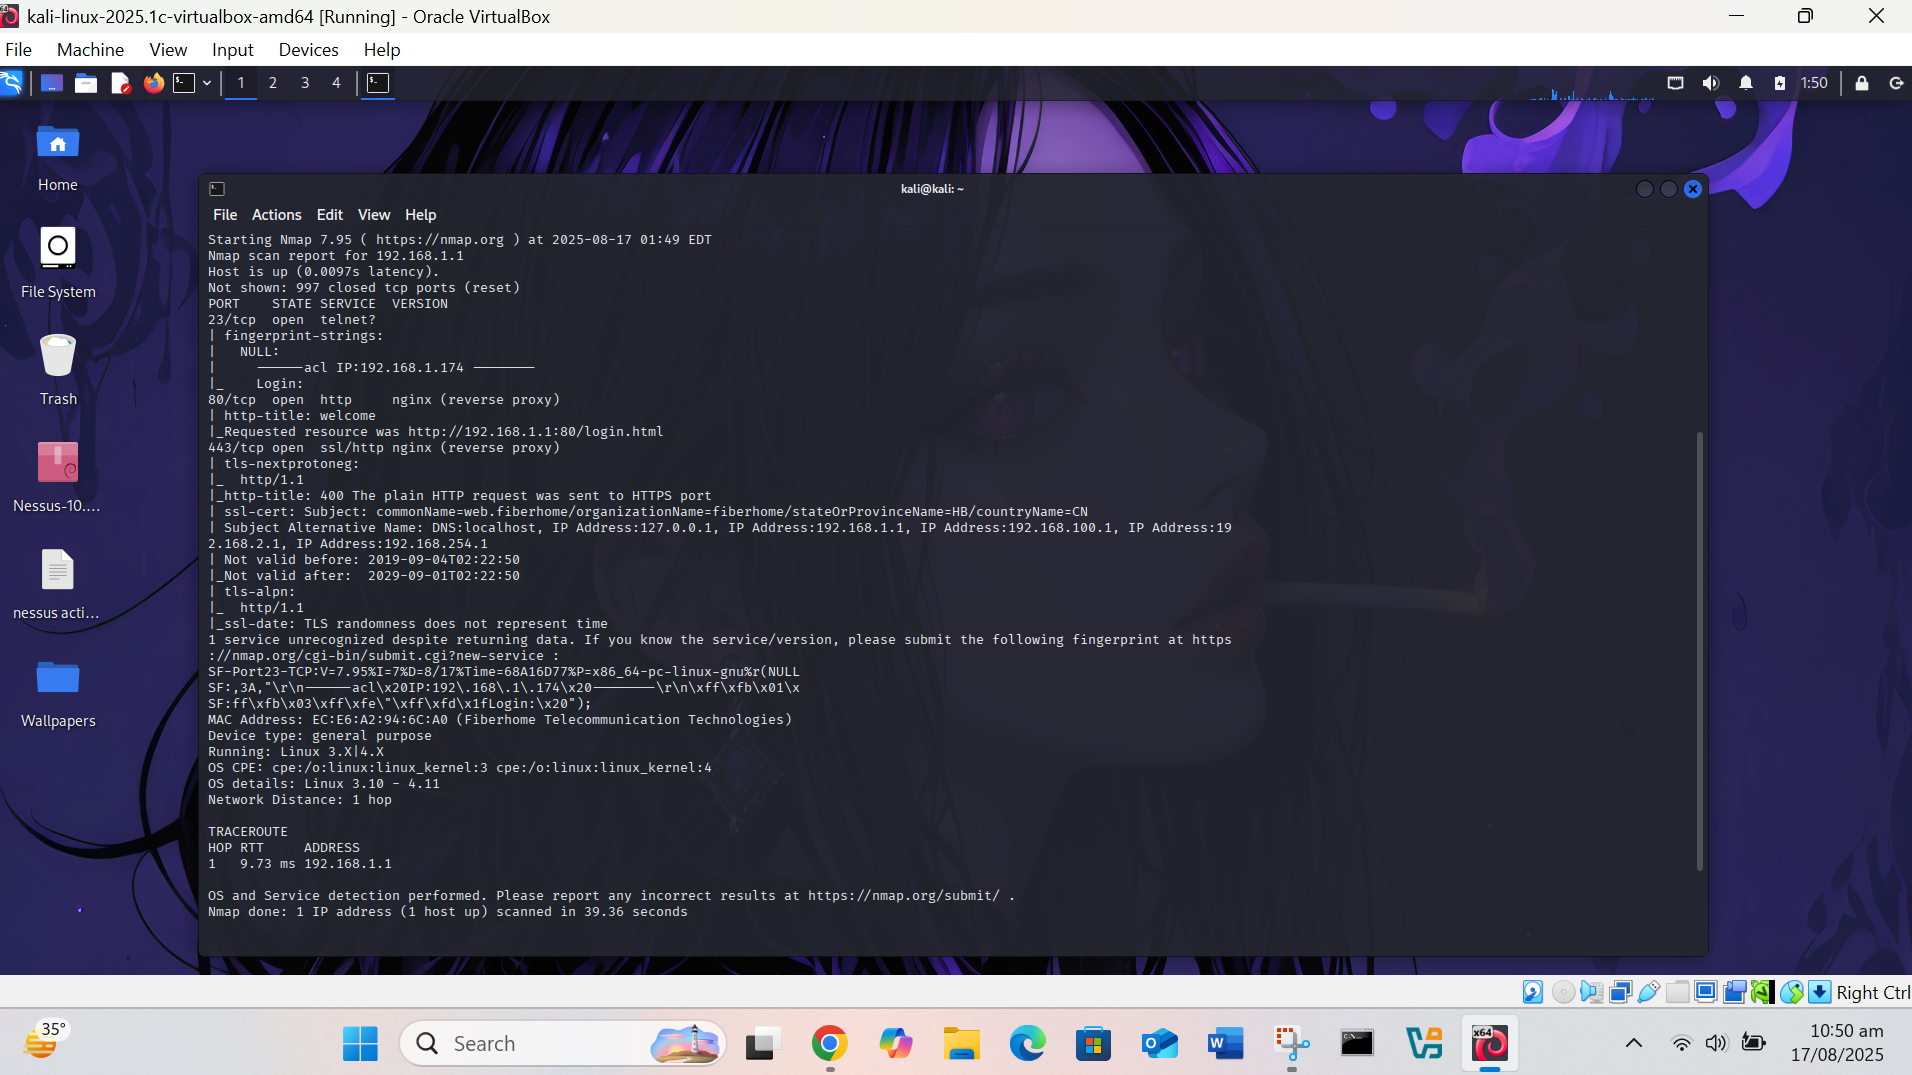 kali-linux-2025.1c-virtualbox-amd64 [Running] - Oracle VirtualBox
File Machine View Input Devices Help
1 2 3 4
1:50
Home
File System
Trash
Nessus-10....
nessus acti...
Wallpapers
kali@kali: ~
File Actions Edit View Help
Starting Nmap 7.95 ( https://nmap.org ) at 2025-08-17 01:49 EDT
Nmap scan report for 192.168.1.1
Host is up (0.0097s latency).
Not shown: 997 closed tcp ports (reset)
PORT    STATE SERVICE  VERSION
23/tcp  open  telnet?
| fingerprint-strings:
|   NULL:
|     ------acl IP:192.168.1.174 --------
|_    Login:
80/tcp  open  http     nginx (reverse proxy)
| http-title: welcome
|_Requested resource was http://192.168.1.1:80/login.html
443/tcp open  ssl/http nginx (reverse proxy)
| tls-nextprotoneg:
|_  http/1.1
|_http-title: 400 The plain HTTP request was sent to HTTPS port
| ssl-cert: Subject: commonName=web.fiberhome/organizationName=fiberhome/stateOrProvinceName=HB/countryName=CN
| Subject Alternative Name: DNS:localhost, IP Address:127.0.0.1, IP Address:192.168.1.1, IP Address:192.168.100.1, IP Address:19
2.168.2.1, IP Address:192.168.254.1
| Not valid before: 2019-09-04T02:22:50
|_Not valid after:  2029-09-01T02:22:50
| tls-alpn:
|_  http/1.1
|_ssl-date: TLS randomness does not represent time
1 service unrecognized despite returning data. If you know the service/version, please submit the following fingerprint at https
://nmap.org/cgi-bin/submit.cgi?new-service :
SF-Port23-TCP:V=7.95%I=7%D=8/17%Time=68A16D77%P=x86_64-pc-linux-gnu%r(NULL
SF:,3A,"\r\n------acl\x20IP:192\.168\.1\.174\x20--------\r\n\xff\xfb\x01\x
SF:ff\xfb\x03\xff\xfe\"\xff\xfd\x1fLogin:\x20");
MAC Address: EC:E6:A2:94:6C:A0 (Fiberhome Telecommunication Technologies)
Device type: general purpose
Running: Linux 3.X|4.X
OS CPE: cpe:/o:linux:linux_kernel:3 cpe:/o:linux:linux_kernel:4
OS details: Linux 3.10 - 4.11
Network Distance: 1 hop
TRACEROUTE
HOP RTT     ADDRESS
1   9.73 ms 192.168.1.1
OS and Service detection performed. Please report any incorrect results at https://nmap.org/submit/ .
Nmap done: 1 IP address (1 host up) scanned in 39.36 seconds
Right Ctrl
35°
Search
x64
10:50 am
17/08/2025